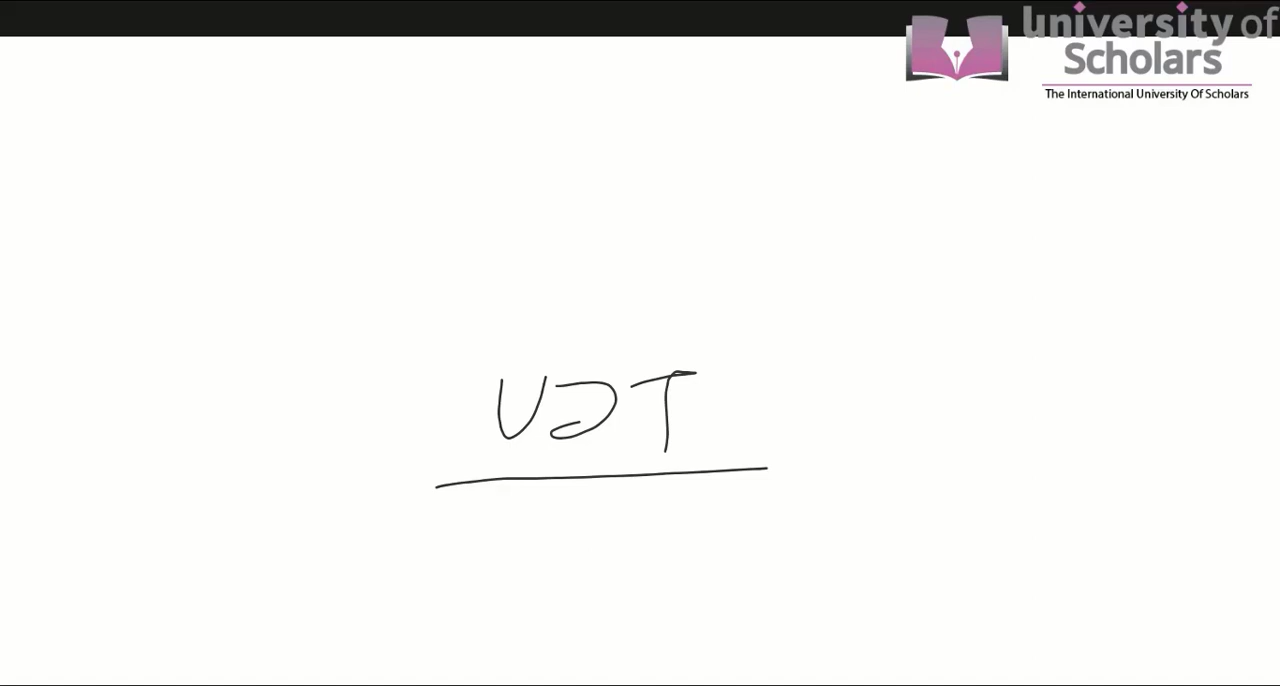 University of
Scholars
The International University Of Scholars
UJT